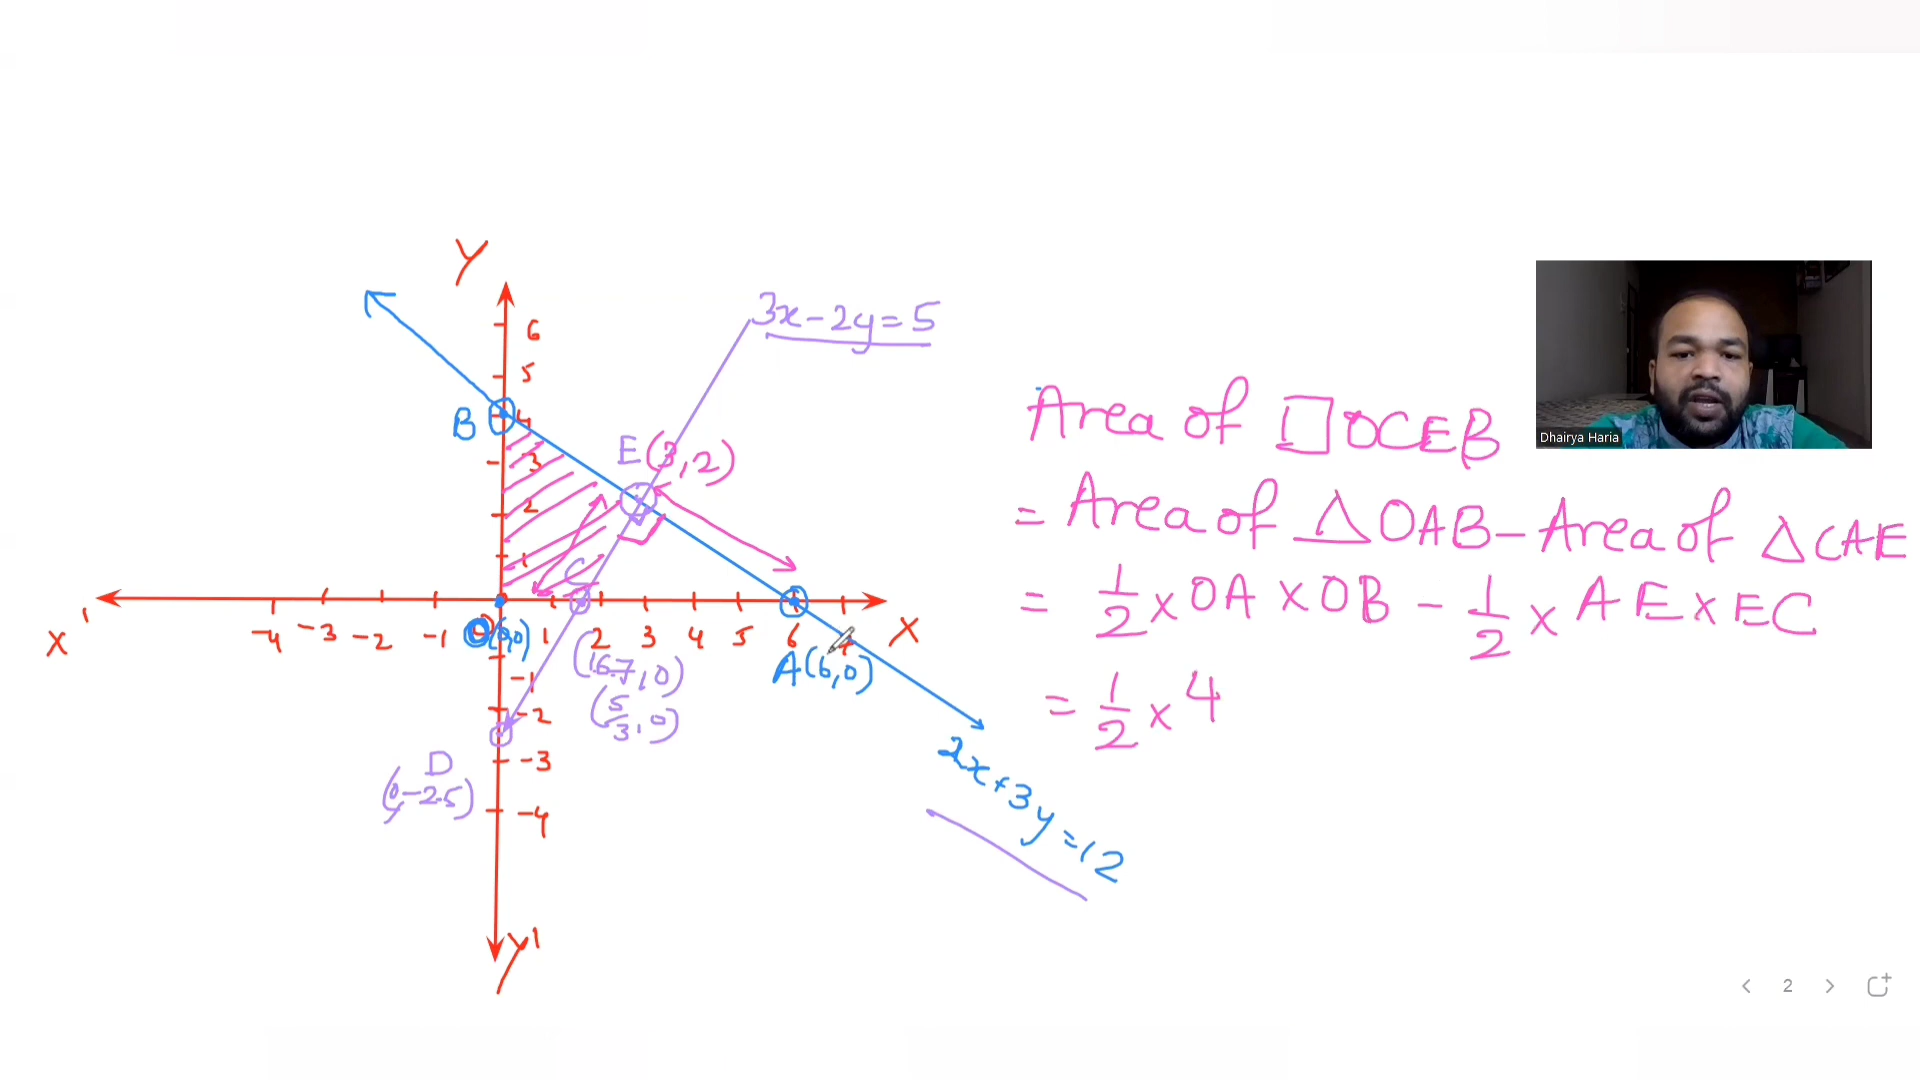 Y
3x-2y=5
6
5
B
4
E(3,2)
3
2
1
C
X'
-4 -3 -2 -1
O(0,0)
1 2 3 4 5 6 7
X
(1.67,0)
(5/3,0)
A(6,0)
-1
-2
-3
-4
D
(0,-2.5)
2x+3y=12
Y'
Area of □OCEB
= Area of △OAB - Area of △CAE
= 1/2 × OA × OB - 1/2 × AE × EC
= 1/2 × 4
Dhairya Haria
2